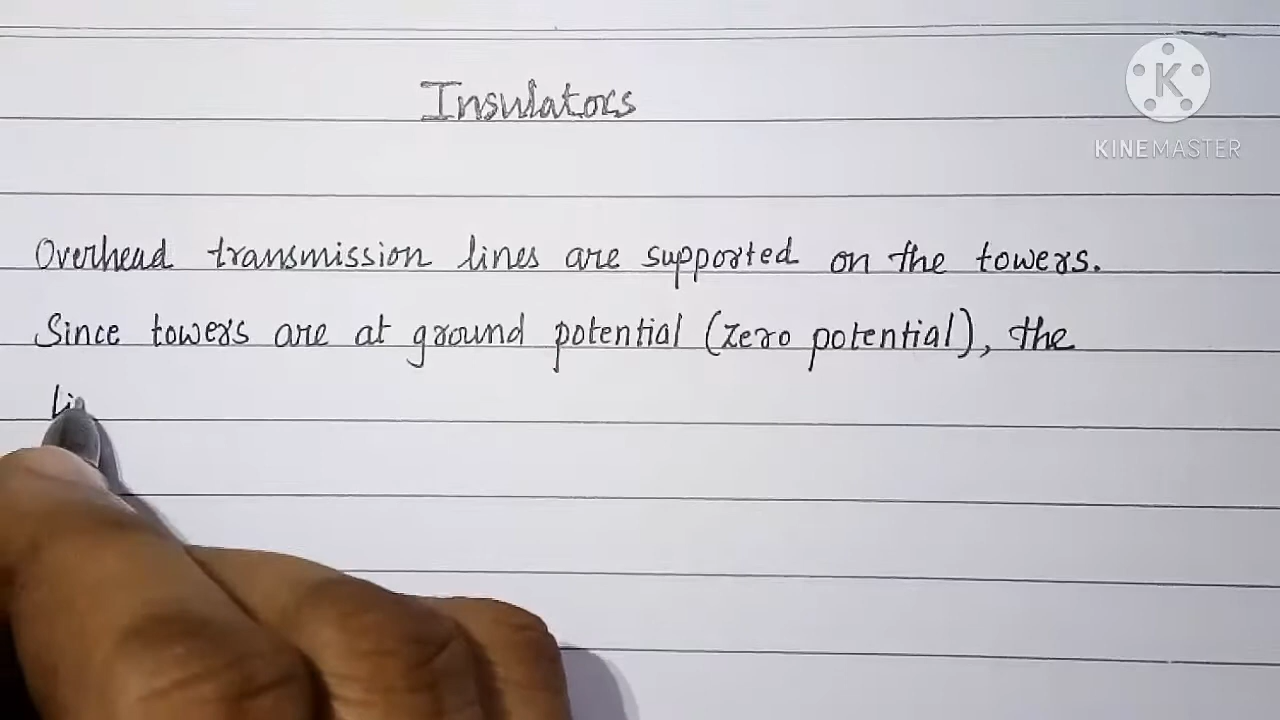 Insulators
K
KINEMASTER
Overhead transmission lines are supported on the towers.
Since towers are at ground potential (zero potential), the
li